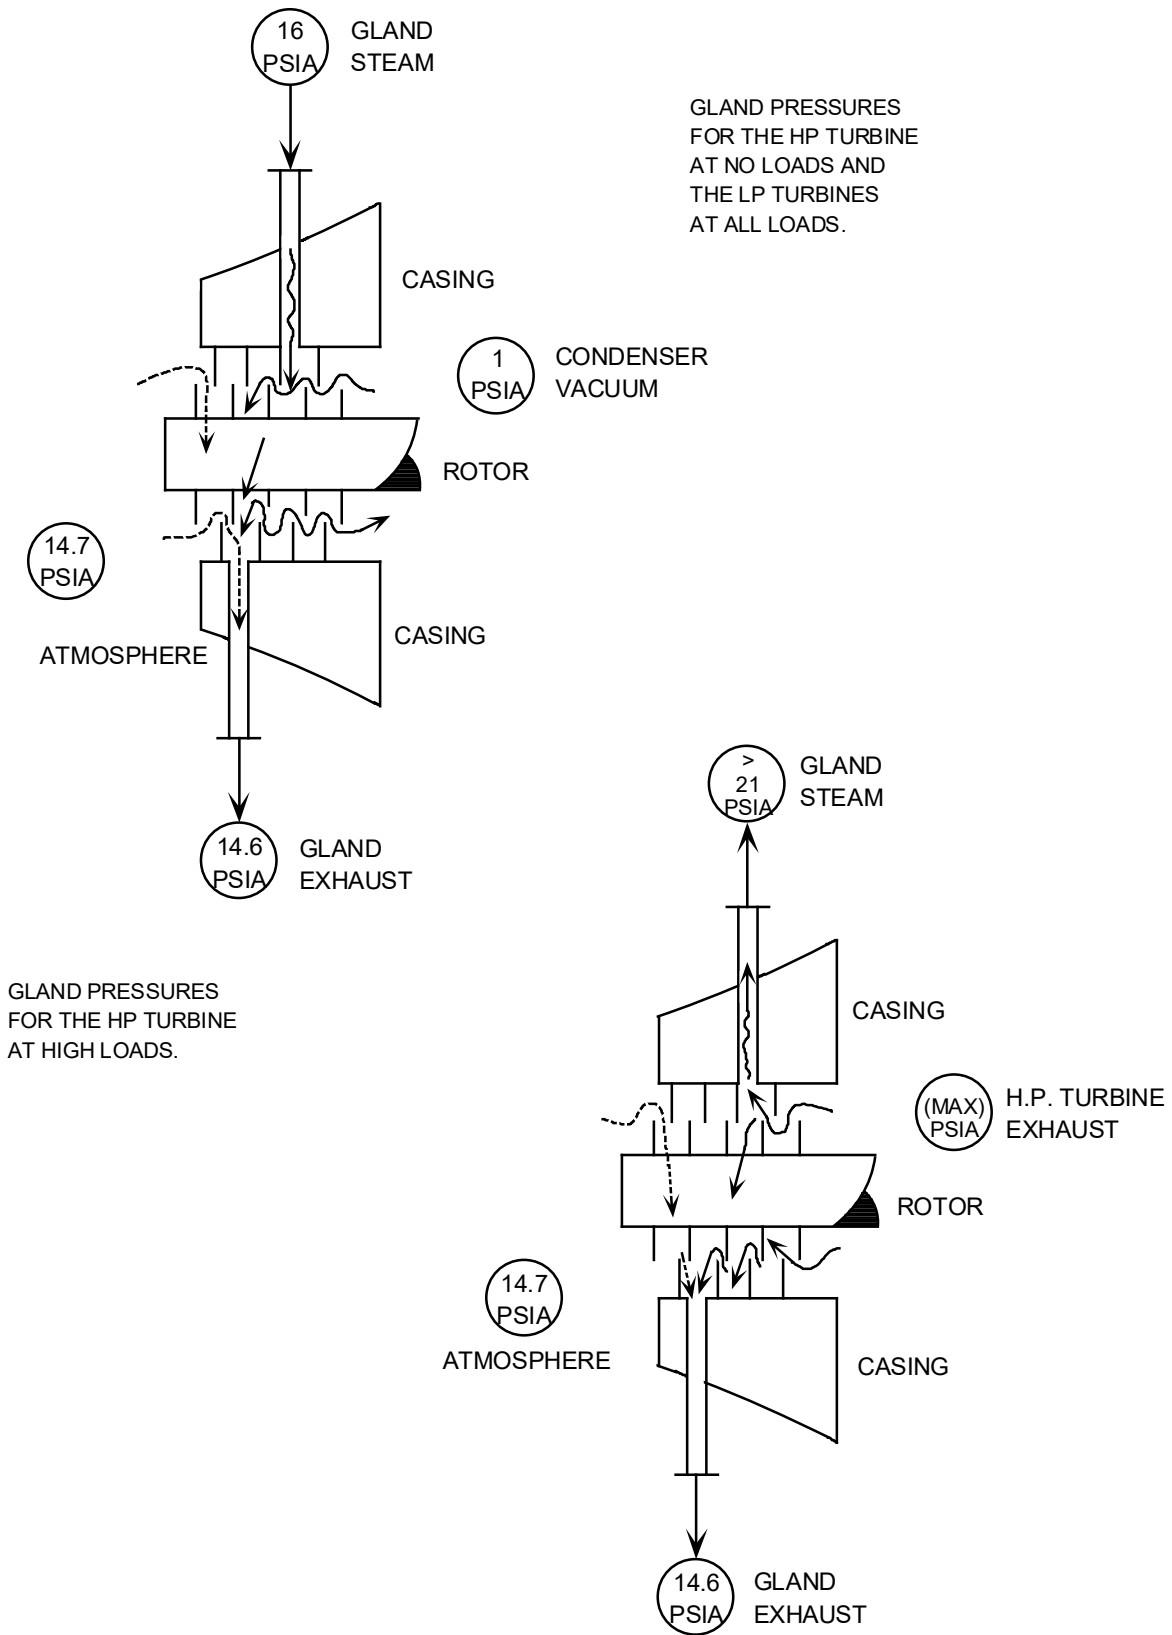 16
PSIA
GLAND
STEAM
GLAND PRESSURES
FOR THE HP TURBINE
AT NO LOADS AND
THE LP TURBINES
AT ALL LOADS.
CASING
1
PSIA
CONDENSER
VACUUM
ROTOR
14.7
PSIA
ATMOSPHERE
CASING
14.6
PSIA
GLAND
EXHAUST
GLAND PRESSURES
FOR THE HP TURBINE
AT HIGH LOADS.
>
21
PSIA
GLAND
STEAM
CASING
(MAX)
PSIA
H.P. TURBINE
EXHAUST
ROTOR
14.7
PSIA
ATMOSPHERE
CASING
14.6
PSIA
GLAND
EXHAUST